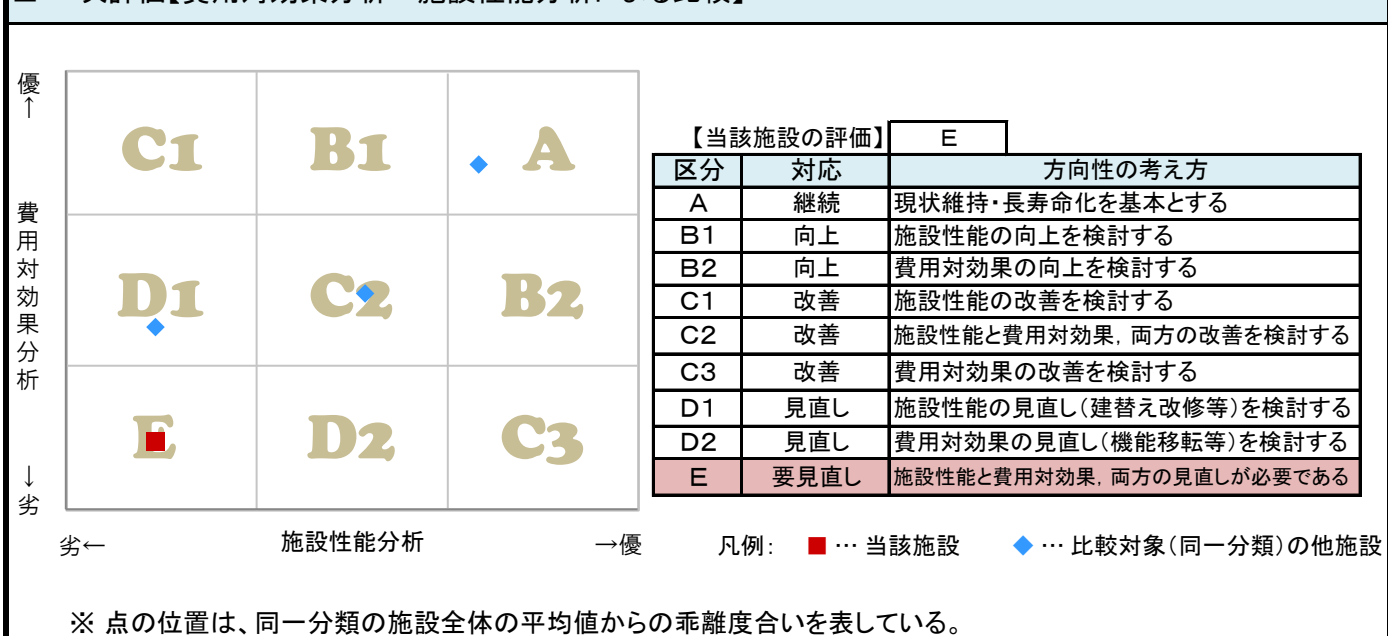 優
↑
費用対効果分析
↓
劣
C1 B1 A
D1 C2 B2
E D2 C3
劣← 施設性能分析 →優
【当該施設の評価】 E
区分 対応 方向性の考え方
A 継続 現状維持・長寿命化を基本とする
B1 向上 施設性能の向上を検討する
B2 向上 費用対効果の向上を検討する
C1 改善 施設性能の改善を検討する
C2 改善 施設性能と費用対効果，両方の改善を検討する
C3 改善 費用対効果の改善を検討する
D1 見直し 施設性能の見直し（建替え改修等）を検討する
D2 見直し 費用対効果の見直し（機能移転等）を検討する
E 要見直し 施設性能と費用対効果，両方の見直しが必要である
凡例： ■ … 当該施設 ◆ … 比較対象（同一分類）の他施設
※ 点の位置は、同一分類の施設全体の平均値からの乖離度合いを表している。